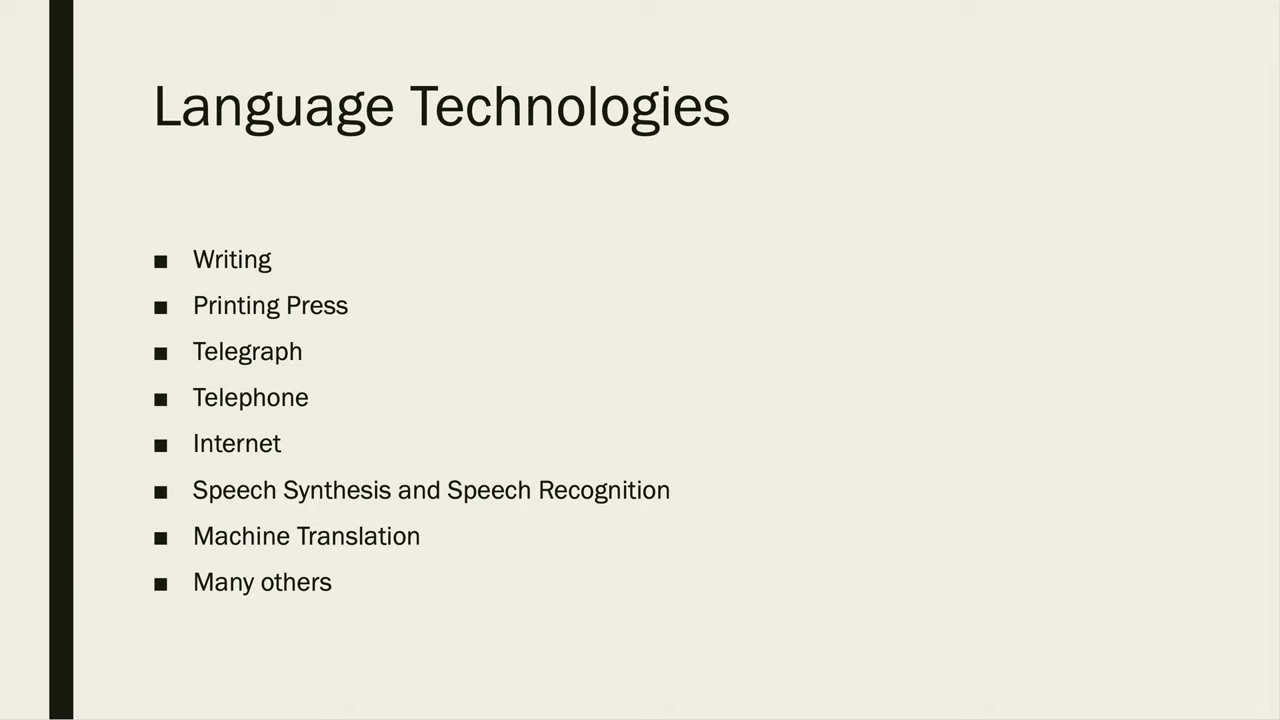 Language Technologies
■ Writing
■ Printing Press
■ Telegraph
■ Telephone
■ Internet
■ Speech Synthesis and Speech Recognition
■ Machine Translation
■ Many others